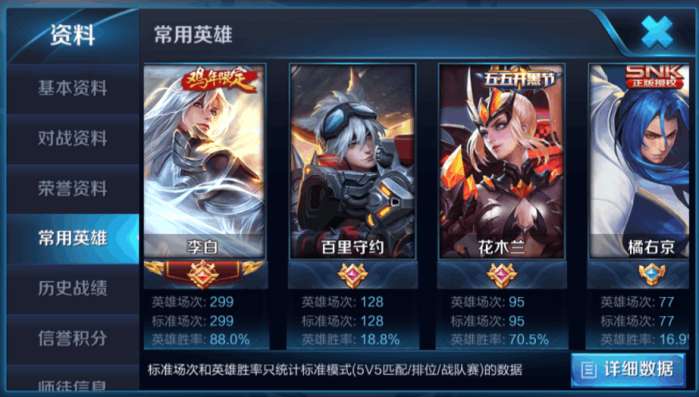 资料
常用英雄
基本资料
对战资料
荣誉资料
常用英雄
历史战绩
信誉积分
师徒信息
鸡年限定
李白
英雄场次: 299
标准场次: 299
英雄胜率: 88.0%
百里守约
英雄场次: 128
标准场次: 128
英雄胜率: 18.8%
五五开黑节
花木兰
英雄场次: 95
标准场次: 95
英雄胜率: 70.5%
SNK
正版授权
橘右京
英雄场次: 77
标准场次: 77
英雄胜率: 16.9
标准场次和英雄胜率只统计标准模式(5V5匹配/排位/战队赛)的数据
详细数据